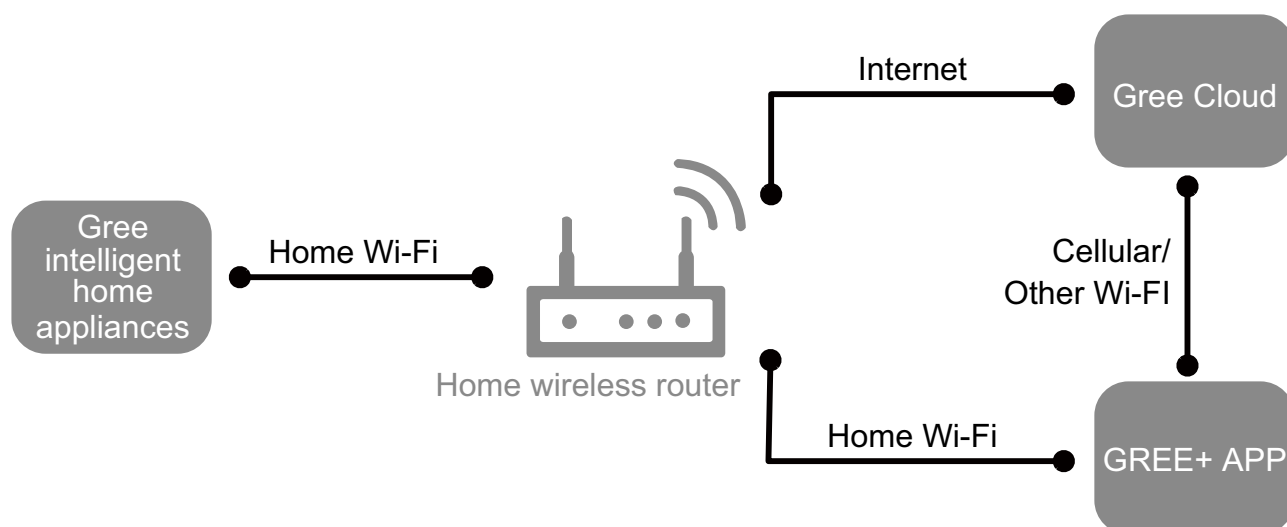 Internet
Gree Cloud
Gree
intelligent
home
appliances
Home Wi-Fi
Cellular/
Other Wi-FI
Home wireless router
Home Wi-Fi
GREE+ APP